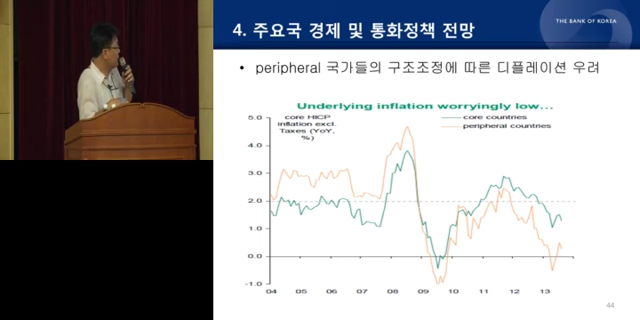 THE BANK OF KOREA
4. 주요국 경제 및 통화정책 전망
• peripheral 국가들의 구조조정에 따른 디플레이션 우려
Underlying inflation worryingly low...
core HICP
inflation excl.
Taxes (YoY,
%)
core countries
peripheral countries
5.0
4.0
3.0
2.0
1.0
0.0
-1.0
04 05 06 07 08 09 10 11 12 13
44